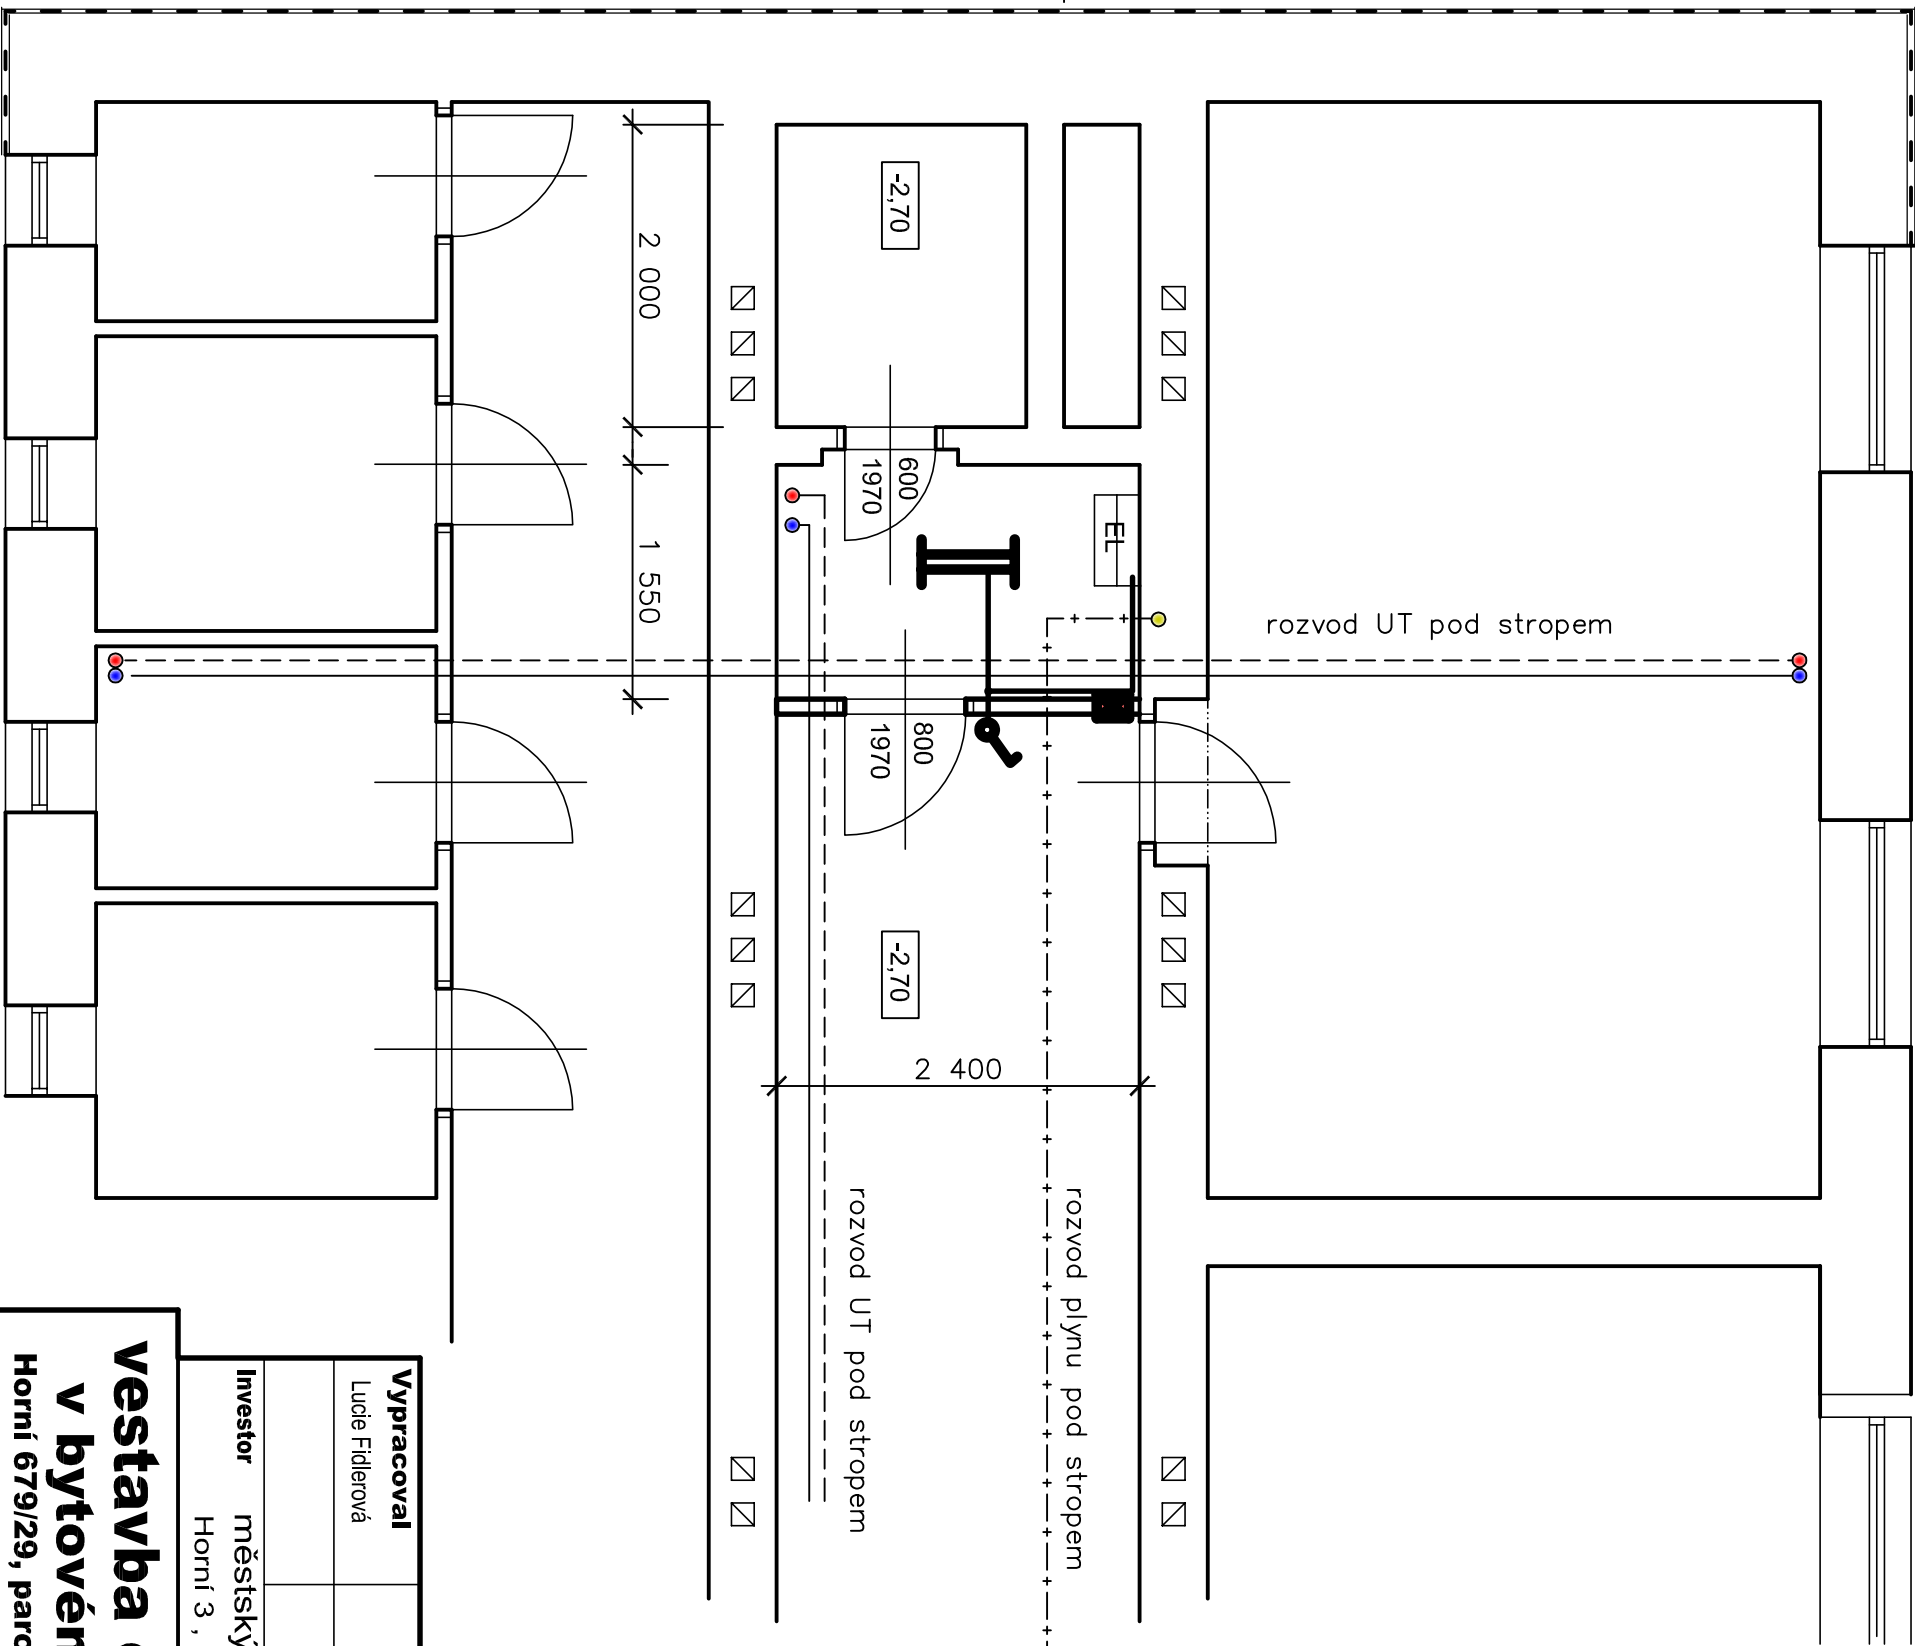 -2,70
2 000
600
1970
EL
1 550
rozvod UT pod stropem
800
1970
-2,70
2 400
rozvod UT pod stropem
rozvod plynu pod stropem
Vypracoval
Lucie Fidlerová
Investor městský
Horní 3 ,
vestavba
v bytovém
Horní 679/29,